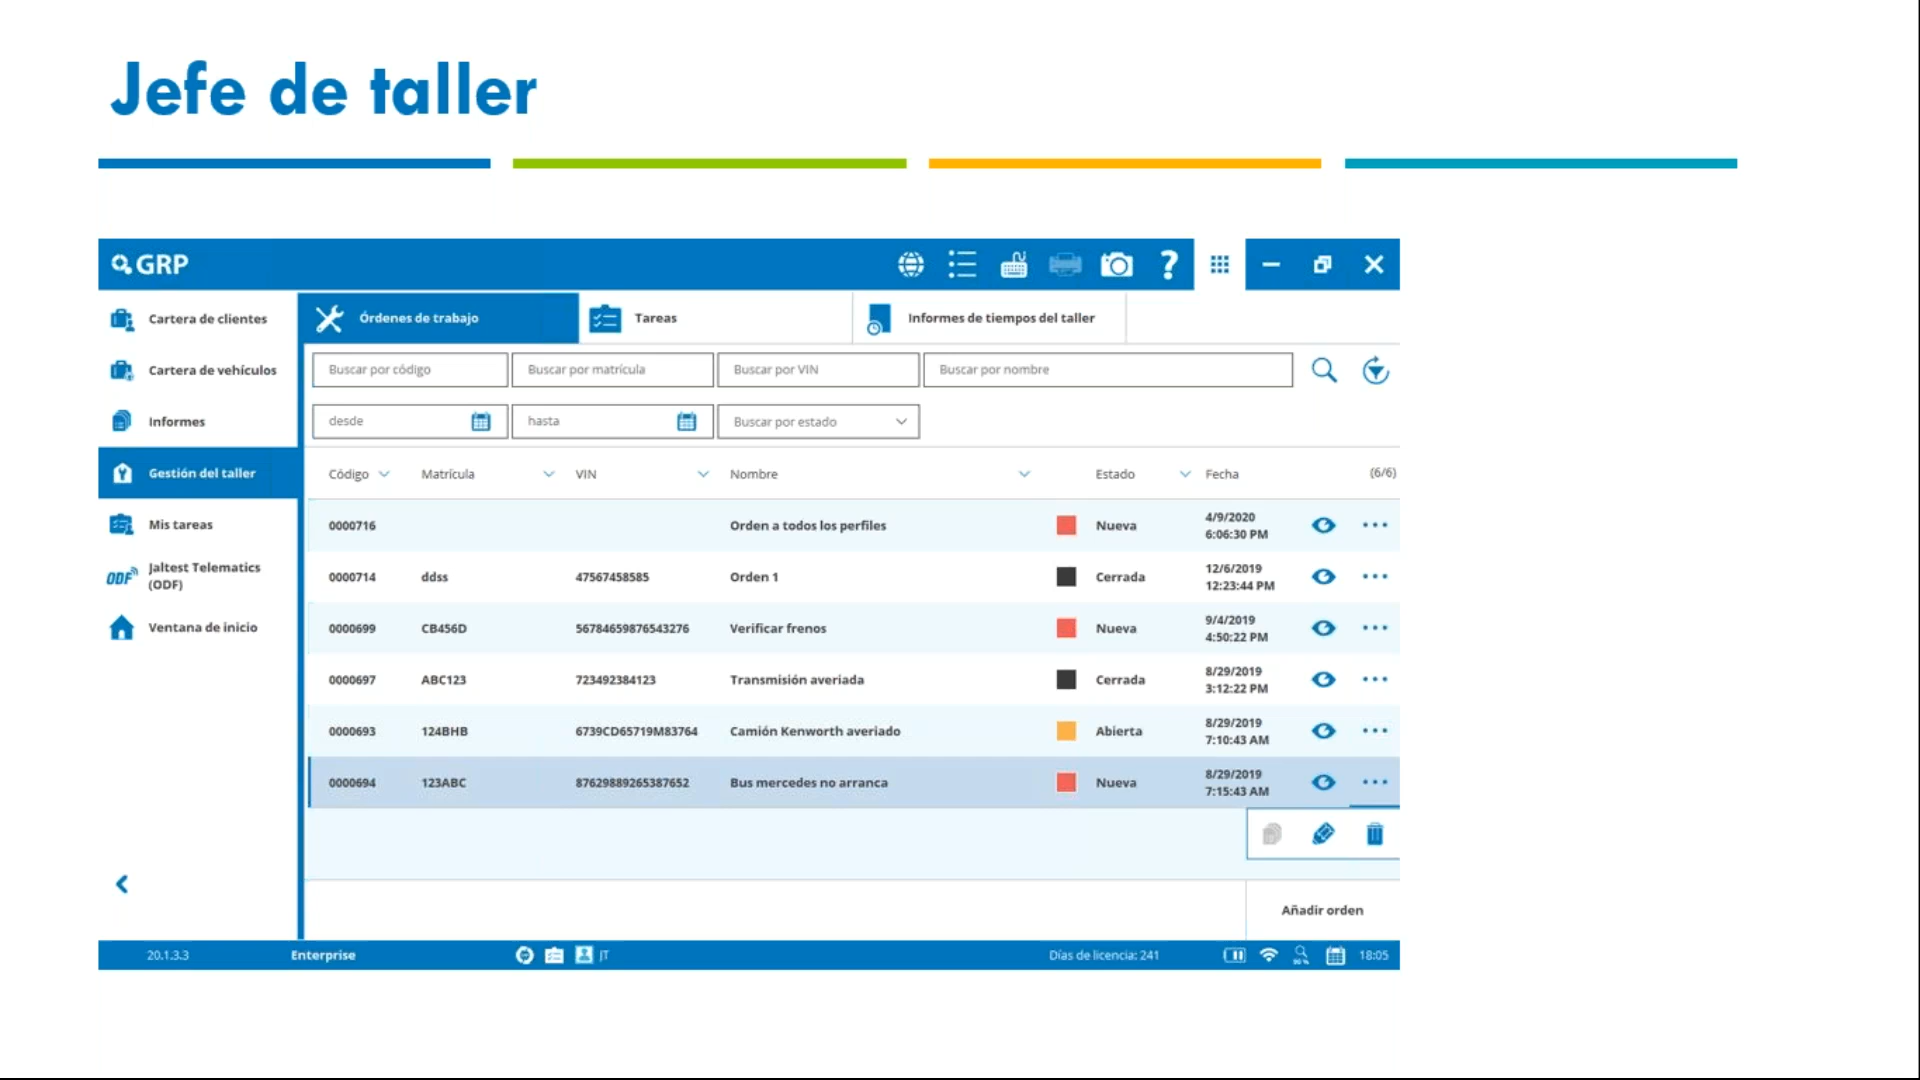 Jefe de taller
GRP
Cartera de clientes
Cartera de vehículos
Informes
Gestión del taller
Mis tareas
ODF
Jaltest Telematics
(ODF)
Ventana de inicio
Órdenes de trabajo
Tareas
Informes de tiempos del taller
Buscar por código
Buscar por matrícula
Buscar por VIN
Buscar por nombre
desde
hasta
Buscar por estado
Código Matrícula VIN Nombre Estado Fecha (6/6)
0000716 Orden a todos los perfiles Nueva 4/9/2020 6:06:30 PM
0000714 ddss 47567458585 Orden 1 Cerrada 12/6/2019 12:23:44 PM
0000699 CB456D 56784659876543276 Verificar frenos Nueva 9/4/2019 4:50:22 PM
0000697 ABC123 723492384123 Transmisión averiada Cerrada 8/29/2019 3:12:22 PM
0000693 124BHB 6739CD65719M83764 Camión Kenworth averiado Abierta 8/29/2019 7:10:43 AM
0000694 123ABC 87629889265387652 Bus mercedes no arranca Nueva 8/29/2019 7:15:43 AM
Añadir orden
20.1.3.3 Enterprise JT Días de licencia: 241 18:05